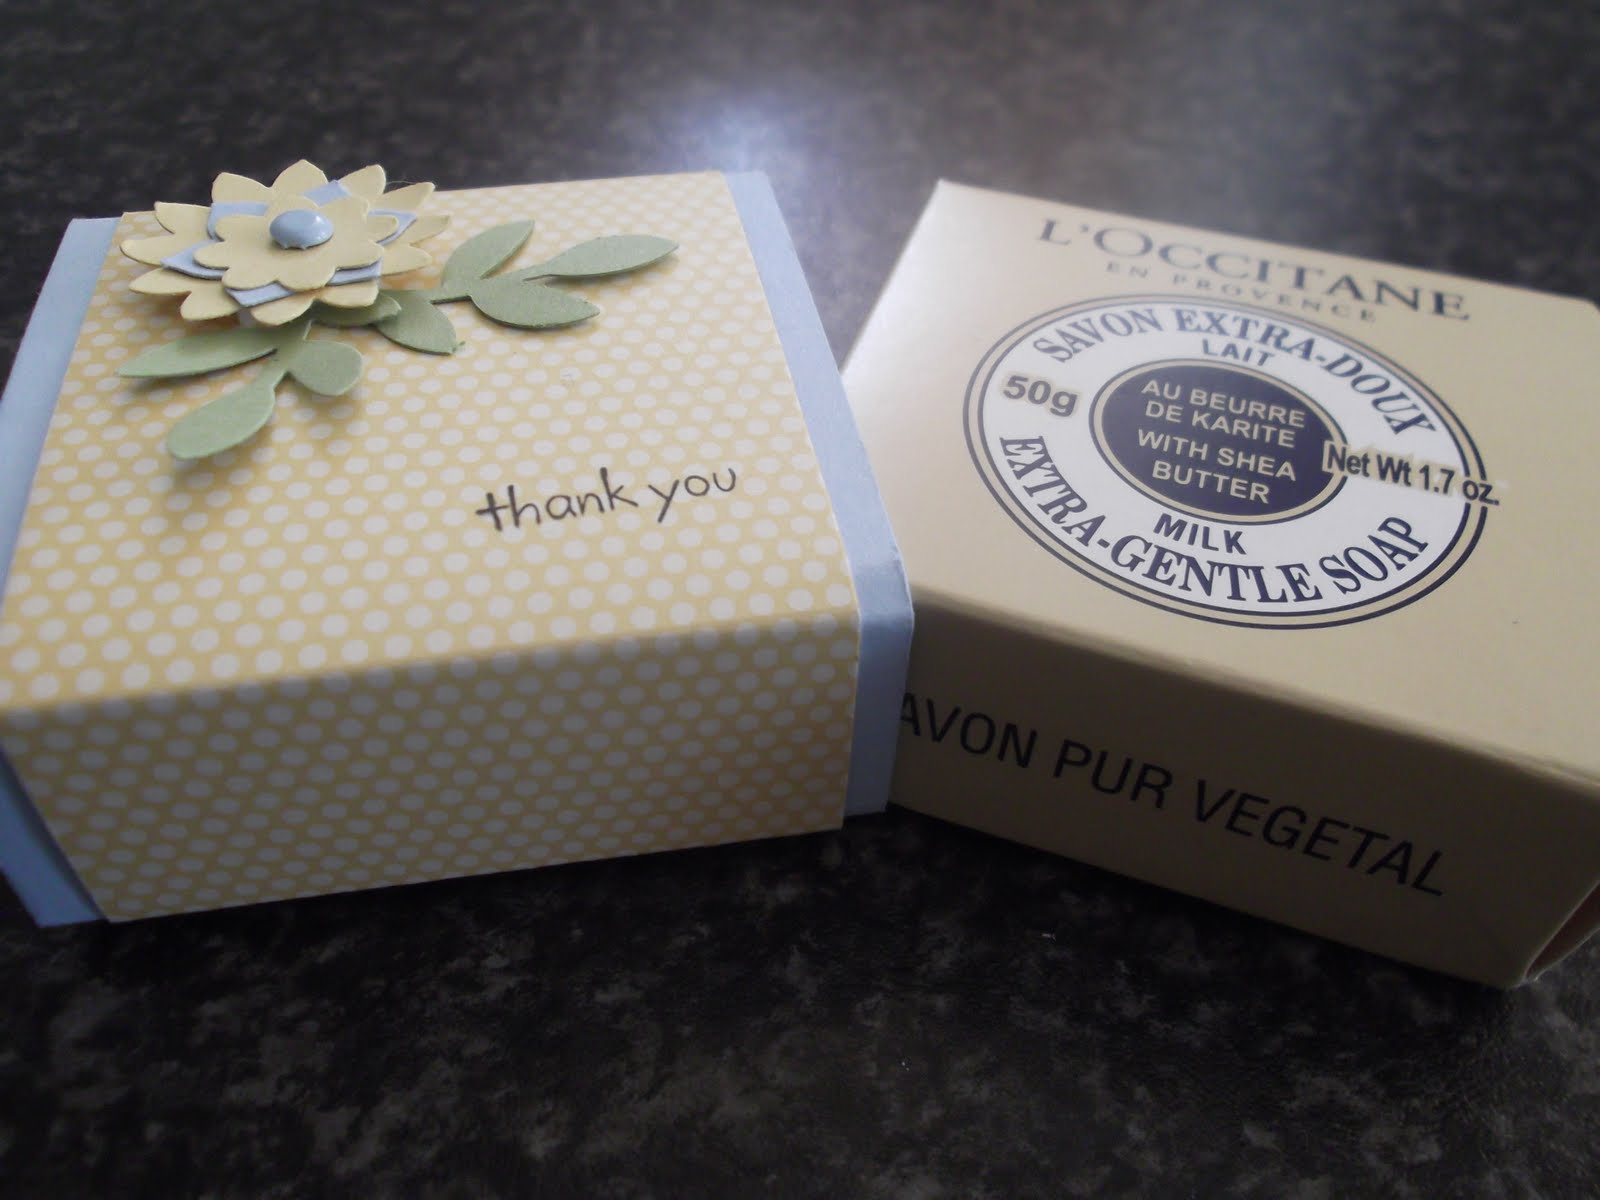 thank you
L'OCCITANE
EN PROVENCE
SAVON EXTRA-DOUX
LAIT
50g
AU BEURRE
DE KARITE
WITH SHEA
BUTTER
Net Wt 1.7 oz.
MILK
EXTRA-GENTLE SOAP
AVON PUR VEGETAL